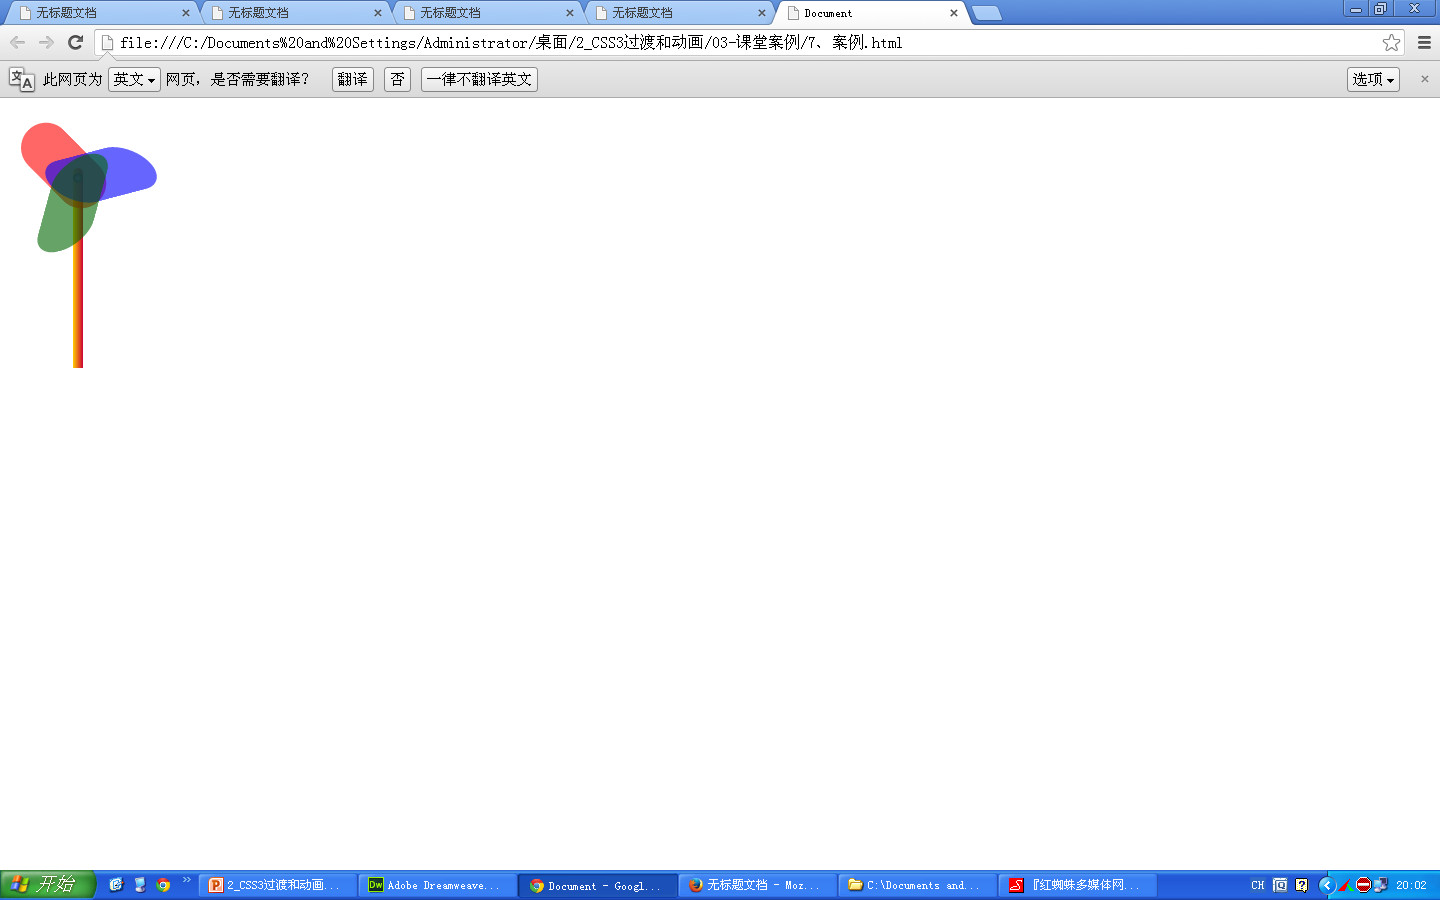 无标题文档 无标题文档 无标题文档 无标题文档 Document
file:///C:/Documents%20and%20Settings/Administrator/桌面/2_CSS3过渡和动画/03-课堂案例/7、案例.html
此网页为 英文 网页，是否需要翻译？ 翻译 否 一律不翻译英文 选项
开始 2_CSS3过渡和动画... Adobe Dreamweave... Document - Googl... 无标题文档 - Moz... C:\Documents and... 『红蜘蛛多媒体网... CH 20:02